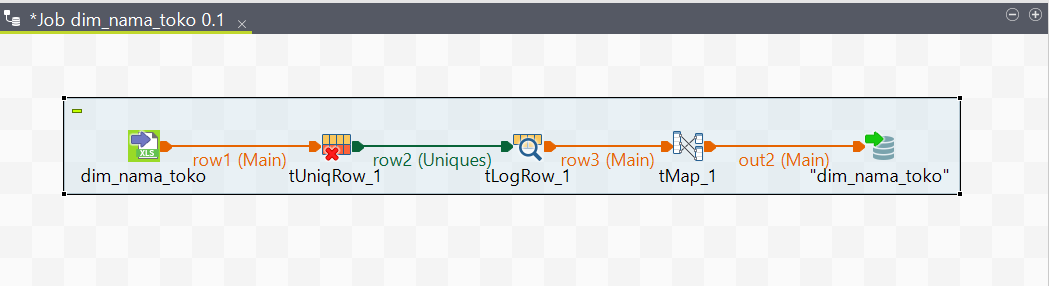 *Job dim_nama_toko 0.1
XLS
row1 (Main)
row2 (Uniques)
row3 (Main)
out2 (Main)
dim_nama_toko
tUniqRow_1
tLogRow_1
tMap_1
"dim_nama_toko"